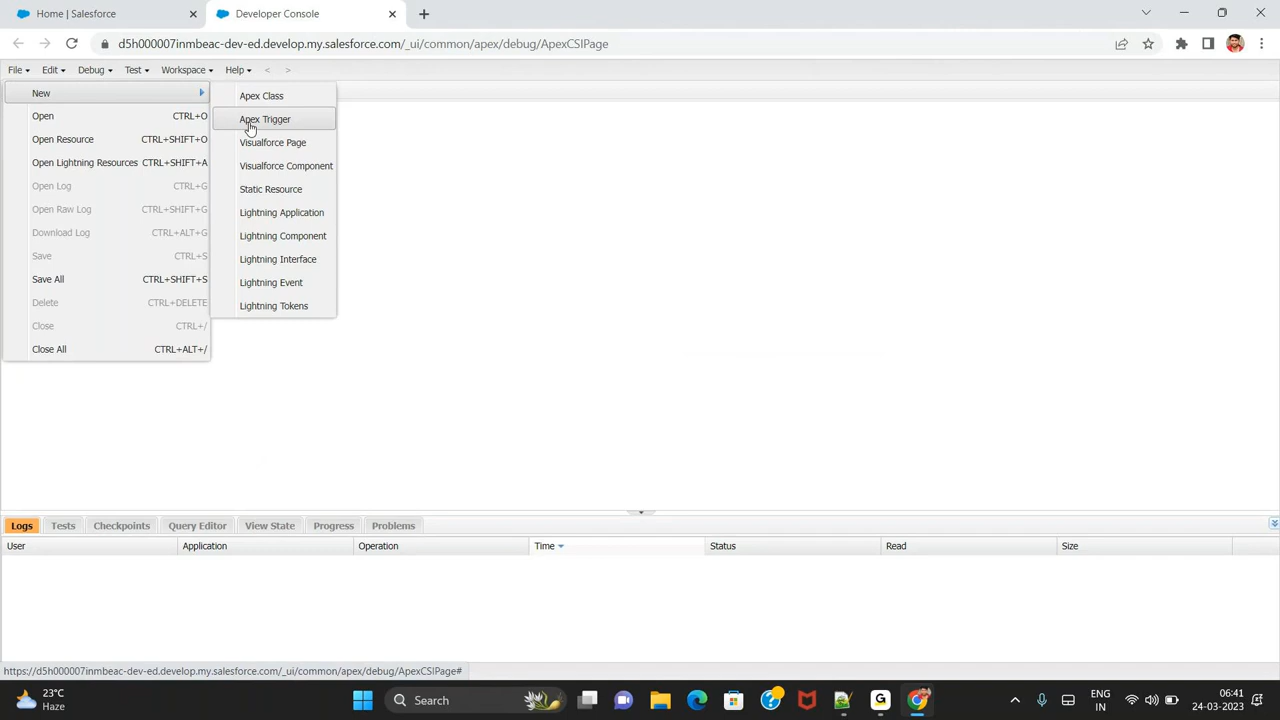 Home | Salesforce
Developer Console
d5h000007inmbeac-dev-ed.develop.my.salesforce.com/_ui/common/apex/debug/ApexCSIPage
File Edit Debug Test Workspace Help < >
New
Open CTRL+O
Open Resource CTRL+SHIFT+O
Open Lightning Resources CTRL+SHIFT+A
Open Log CTRL+G
Open Raw Log CTRL+SHIFT+G
Download Log CTRL+ALT+G
Save CTRL+S
Save All CTRL+SHIFT+S
Delete CTRL+DELETE
Close CTRL+/
Close All CTRL+ALT+/
Apex Class
Apex Trigger
Visualforce Page
Visualforce Component
Static Resource
Lightning Application
Lightning Component
Lightning Interface
Lightning Event
Lightning Tokens
Logs Tests Checkpoints Query Editor View State Progress Problems
User Application Operation Time Status Read Size
https://d5h000007inmbeac-dev-ed.develop.my.salesforce.com/_ui/common/apex/debug/ApexCSIPage#
23°C
Haze
Search
G
ENG
IN
06:41
24-03-2023